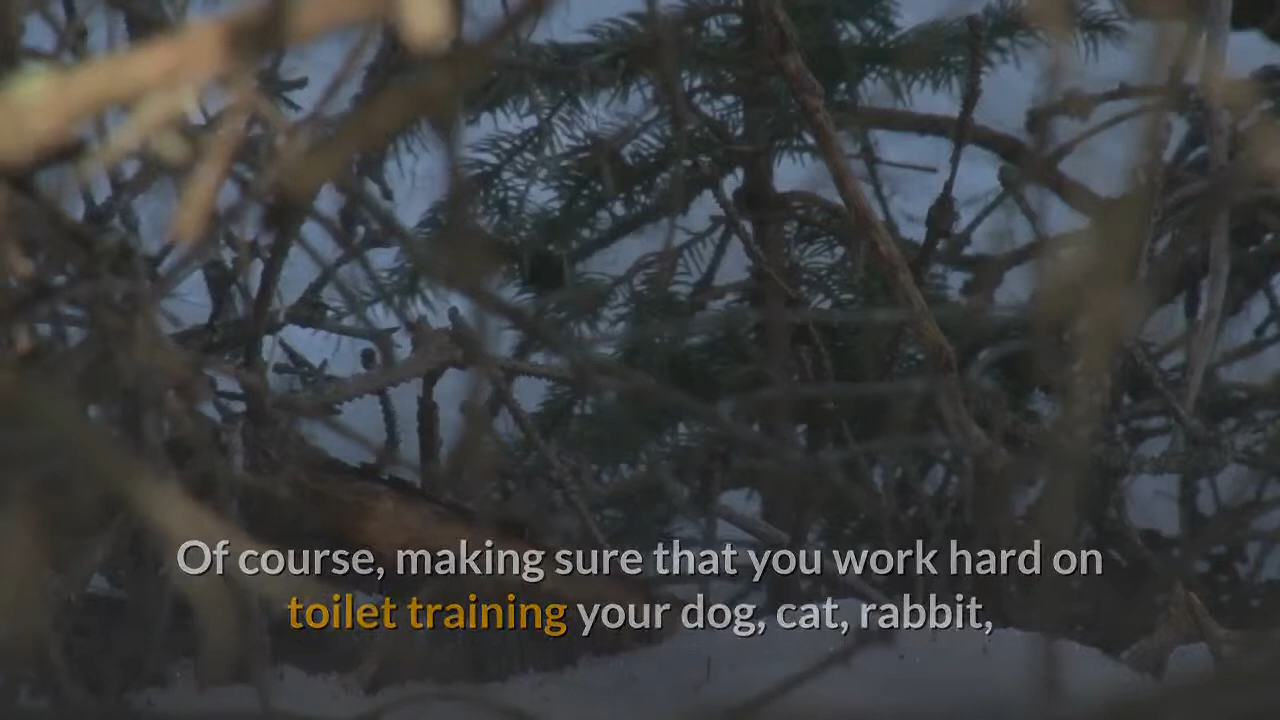 Of course, making sure that you work hard on
toilet training your dog, cat, rabbit,